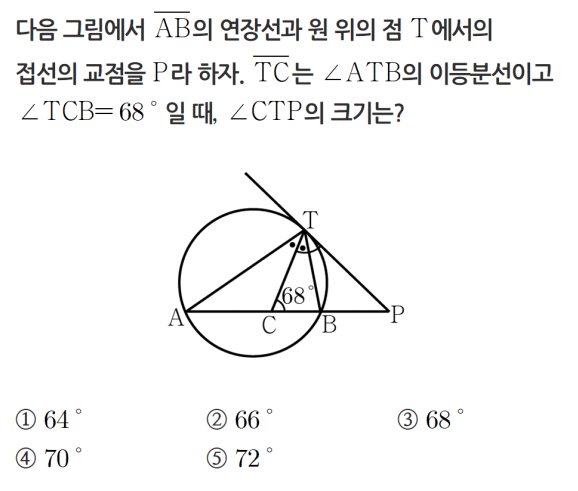 다음 그림에서 AB의 연장선과 원 위의 점 T에서의
접선의 교점을 P라 하자. TC는 ∠ATB의 이등분선이고
∠TCB=68°일 때, ∠CTP의 크기는?
T
68°
A
C
B
P
① 64° ② 66° ③ 68°
④ 70° ⑤ 72°